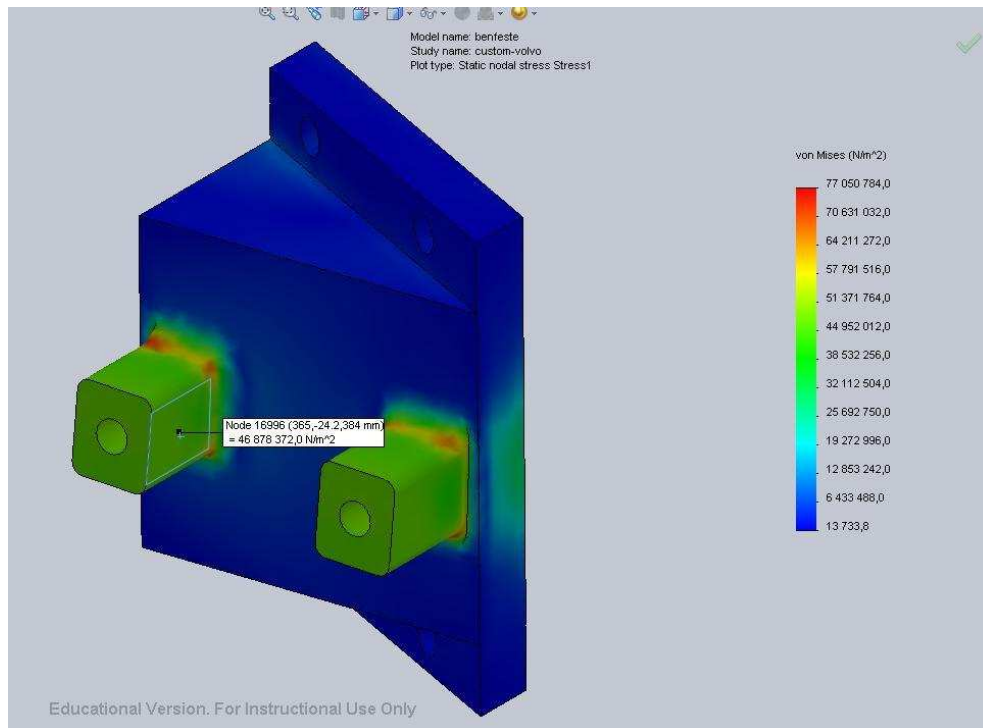 Model name: benfeste
Study name: custom-volvo
Plot type: Static nodal stress Stress1
von Mises (N/m^2)
77 050 784,0
70 631 032,0
64 211 272,0
57 791 516,0
51 371 764,0
44 952 012,0
38 532 256,0
32 112 504,0
25 692 750,0
19 272 996,0
12 853 242,0
6 433 488,0
13 733,8
Node 16996 (365,-24.2,384 mm)
= 46 878 372,0 N/m^2
Educational Version. For Instructional Use Only